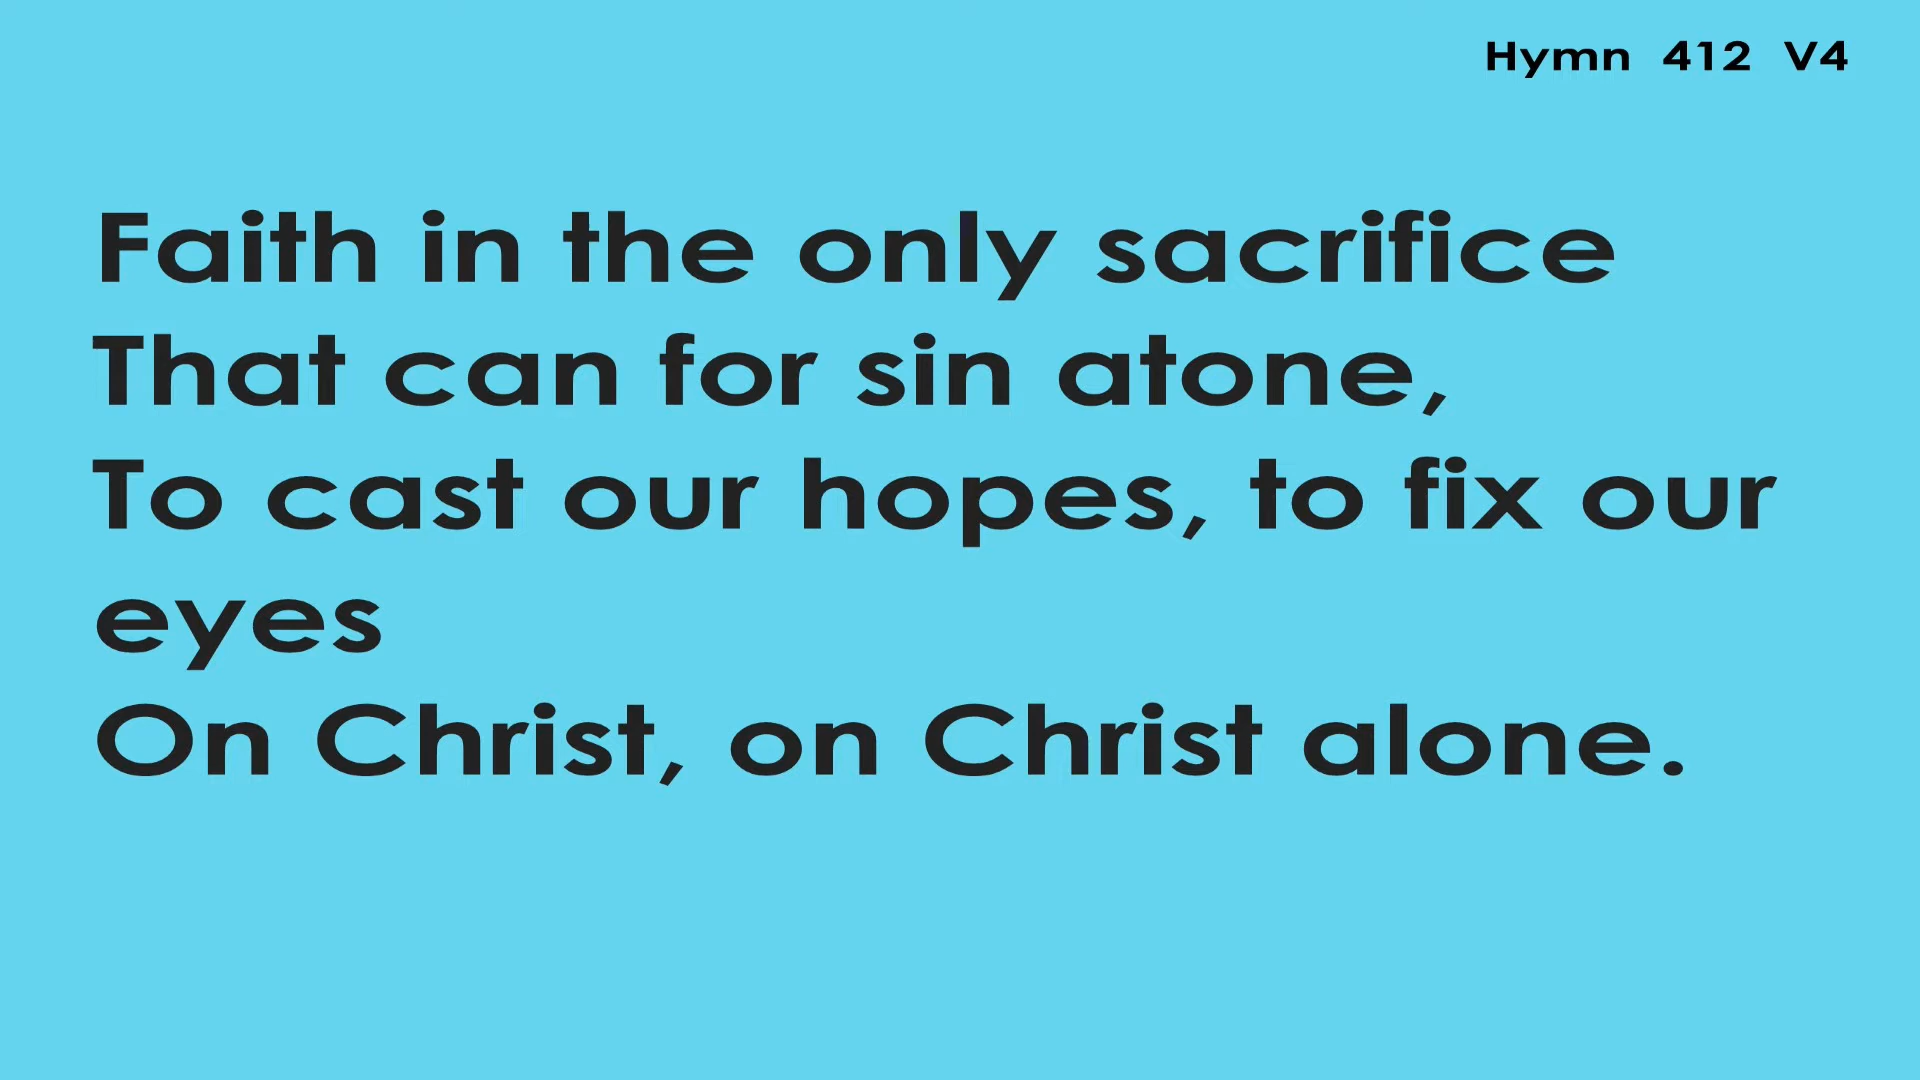 Hymn 412 V4
Faith in the only sacrifice
That can for sin atone,
To cast our hopes, to fix our
eyes
On Christ, on Christ alone.